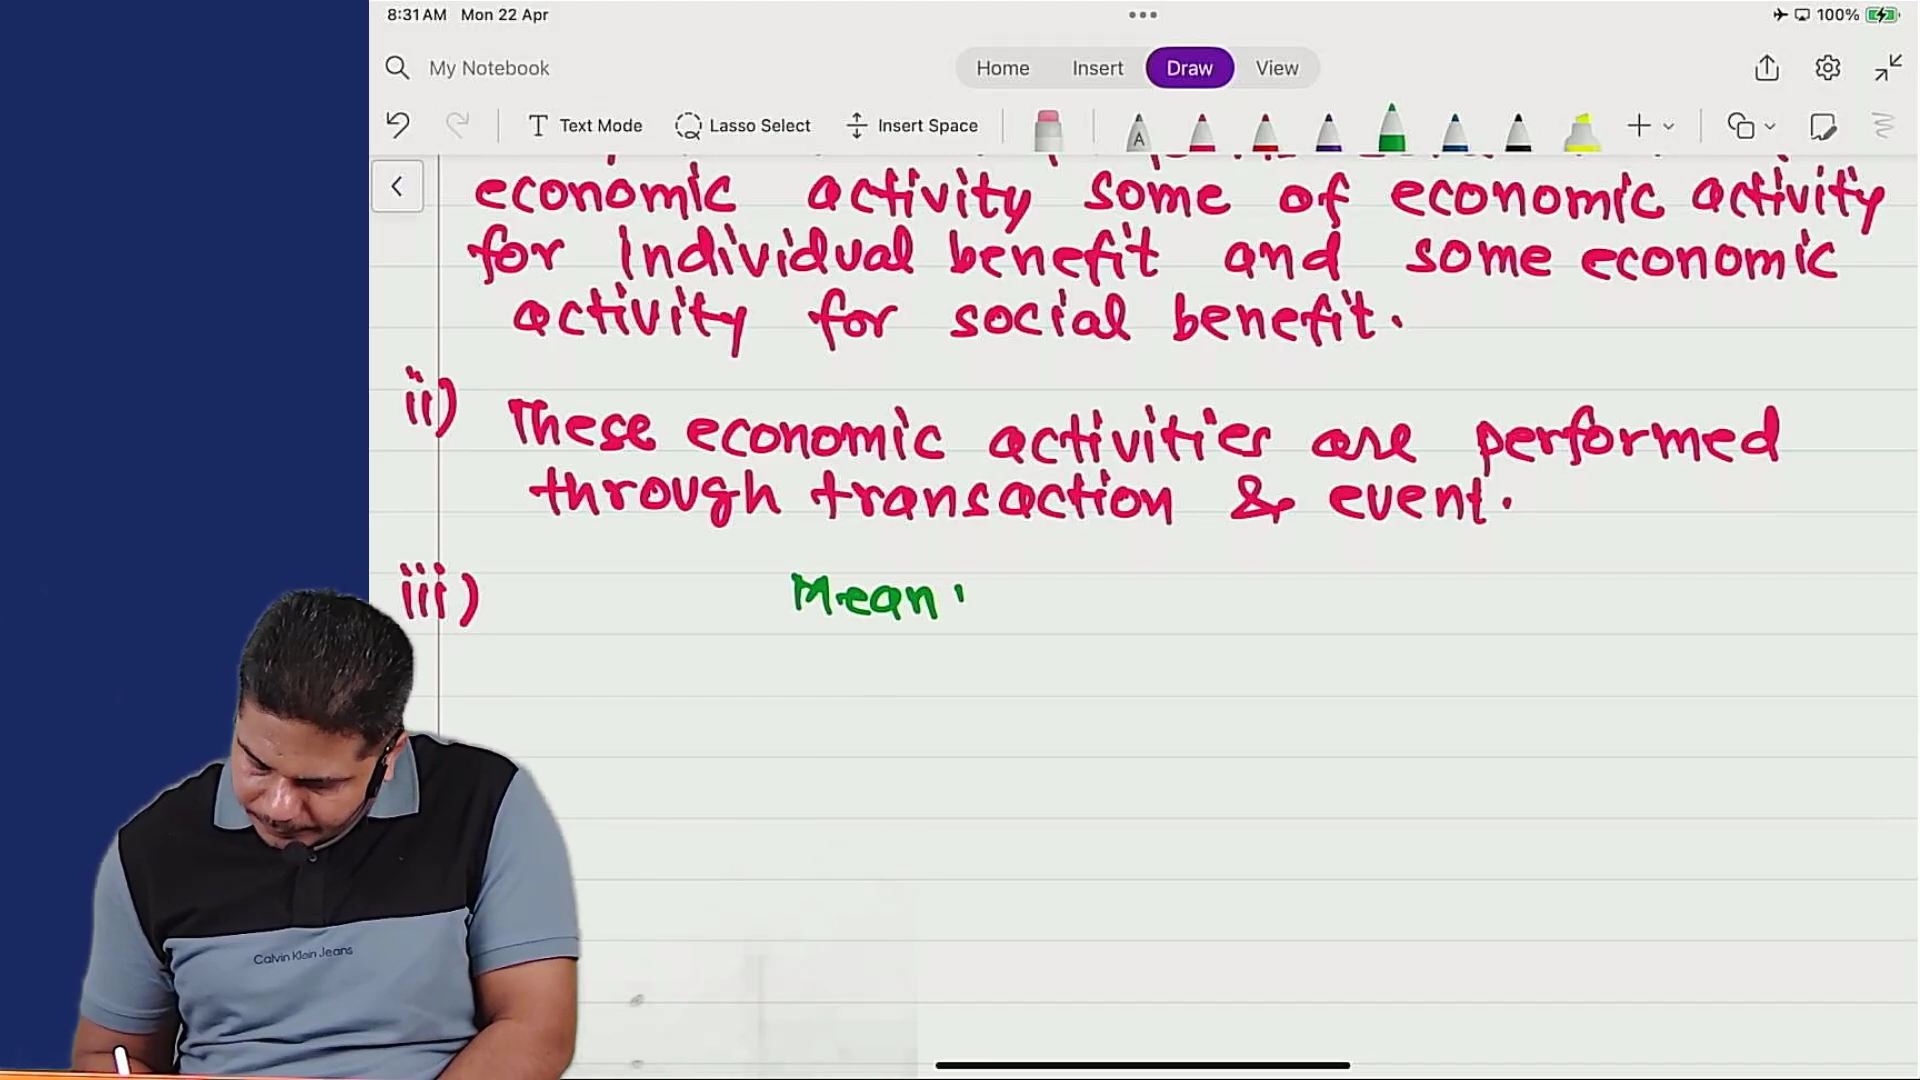 8:31 AM Mon 22 Apr
100%
My Notebook
Home Insert Draw View
Text Mode Lasso Select Insert Space
A
economic activity some of economic activity
for Individual benefit and some economic
activity for social benefit.
ii) These economic activities are performed
through transaction & event.
iii) Mean
Calvin Klein Jeans